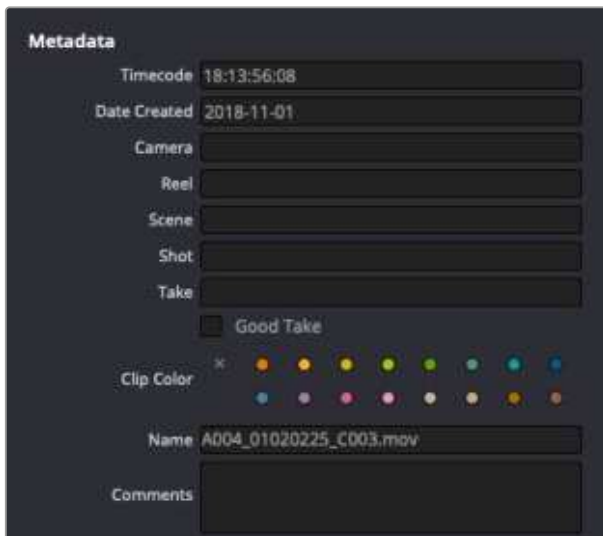 Metadata
Timecode 18:13:56:08
Date Created 2018-11-01
Camera
Reel
Scene
Shot
Take
Good Take
Clip Color ×
Name A004_01020225_C003.mov
Comments